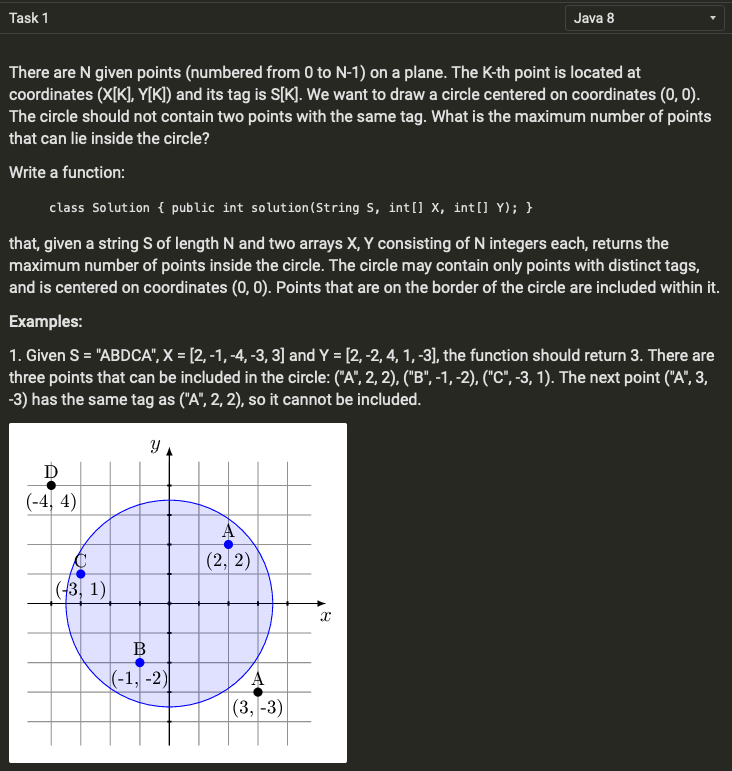 Task 1
Java 8
There are N given points (numbered from 0 to N-1) on a plane. The K-th point is located at
coordinates (X[K], Y[K]) and its tag is S[K]. We want to draw a circle centered on coordinates (0, 0).
The circle should not contain two points with the same tag. What is the maximum number of points
that can lie inside the circle?
Write a function:
class Solution { public int solution(String S, int[] X, int[] Y); }
that, given a string S of length N and two arrays X, Y consisting of N integers each, returns the
maximum number of points inside the circle. The circle may contain only points with distinct tags,
and is centered on coordinates (0, 0). Points that are on the border of the circle are included within it.
Examples:
1. Given S = "ABDCA", X = [2, -1, -4, -3, 3] and Y = [2, -2, 4, 1, -3], the function should return 3. There are
three points that can be included in the circle: ("A", 2, 2), ("B", -1, -2), ("C", -3, 1). The next point ("A", 3,
-3) has the same tag as ("A", 2, 2), so it cannot be included.
y
D
(-4, 4)
A
(2, 2)
C
(-3, 1)
x
B
(-1, -2)
A
(3, -3)